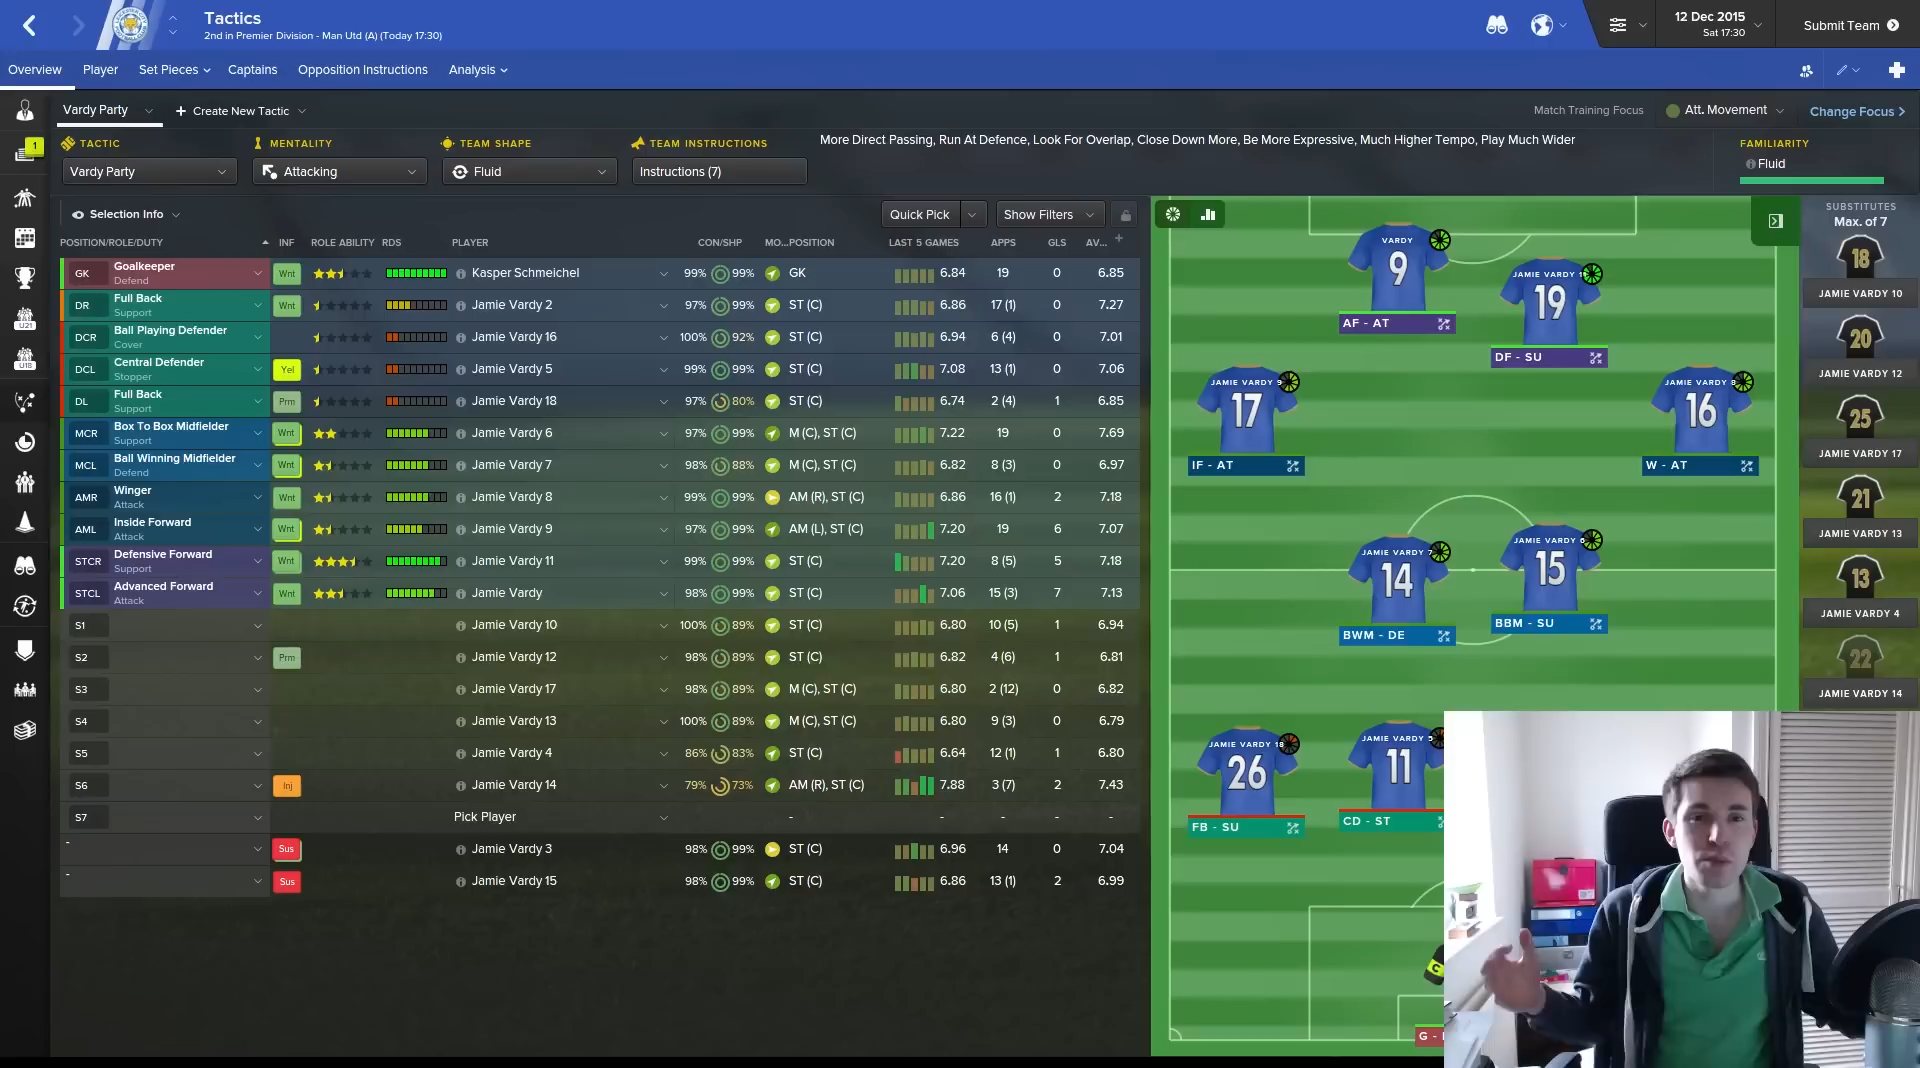 Tactics
2nd in Premier Division - Man Utd (A) (Today 17:30)
12 Dec 2015
Sat 17:30
Submit Team
Overview Player Set Pieces Captains Opposition Instructions Analysis
Vardy Party
Create New Tactic
Match Training Focus
Att. Movement
Change Focus
1
TACTIC
MENTALITY
TEAM SHAPE
TEAM INSTRUCTIONS
More Direct Passing, Run At Defence, Look For Overlap, Close Down More, Be More Expressive, Much Higher Tempo, Play Much Wider
FAMILIARITY
Fluid
Vardy Party
Attacking
Fluid
Instructions (7)
U21
U18
Selection Info
Quick Pick
Show Filters
POSITION/ROLE/DUTY INF ROLE ABILITY RDS PLAYER CON/SHP MO... POSITION LAST 5 GAMES APPS GLS AV...
GK Goalkeeper Defend Wnt Kasper Schmeichel 99% 99% GK 6.84 19 0 6.85
DR Full Back Support Wnt Jamie Vardy 2 97% 99% ST (C) 6.86 17 (1) 0 7.27
DCR Ball Playing Defender Cover Jamie Vardy 16 100% 92% ST (C) 6.94 6 (4) 0 7.01
DCL Central Defender Stopper Yel Jamie Vardy 5 99% 99% ST (C) 7.08 13 (1) 0 7.06
DL Full Back Support Prm Jamie Vardy 18 97% 80% ST (C) 6.74 2 (4) 1 6.85
MCR Box To Box Midfielder Support Wnt Jamie Vardy 6 97% 99% M (C), ST (C) 7.22 19 0 7.69
MCL Ball Winning Midfielder Defend Wnt Jamie Vardy 7 98% 88% M (C), ST (C) 6.82 8 (3) 0 6.97
AMR Winger Attack Wnt Jamie Vardy 8 99% 99% AM (R), ST (C) 6.86 16 (1) 2 7.18
AML Inside Forward Attack Wnt Jamie Vardy 9 97% 99% AM (L), ST (C) 7.20 19 6 7.07
STCR Defensive Forward Support Wnt Jamie Vardy 11 99% 99% ST (C) 7.20 8 (5) 5 7.18
STCL Advanced Forward Attack Wnt Jamie Vardy 98% 99% ST (C) 7.06 15 (3) 7 7.13
S1 Jamie Vardy 10 100% 89% ST (C) 6.80 10 (5) 1 6.94
S2 Prm Jamie Vardy 12 98% 89% ST (C) 6.82 4 (6) 1 6.81
S3 Jamie Vardy 17 98% 89% M (C), ST (C) 6.80 2 (12) 0 6.82
S4 Jamie Vardy 13 100% 89% M (C), ST (C) 6.80 9 (3) 0 6.79
S5 Jamie Vardy 4 86% 83% ST (C) 6.64 12 (1) 1 6.80
S6 Inj Jamie Vardy 14 79% 73% AM (R), ST (C) 7.88 3 (7) 2 7.43
S7 Pick Player - - - - -
- Sus Jamie Vardy 3 98% 99% ST (C) 6.96 14 0 7.04
- Sus Jamie Vardy 15 98% 99% ST (C) 6.86 13 (1) 2 6.99
VARDY
9
AF - AT
JAMIE VARDY 1
19
DF - SU
JAMIE VARDY 9
17
IF - AT
JAMIE VARDY 8
16
W - AT
JAMIE VARDY 7
14
BWM - DE
JAMIE VARDY 6
15
BBM - SU
JAMIE VARDY 18
26
FB - SU
JAMIE VARDY 5
11
CD - ST
C
G -
SUBSTITUTES
Max. of 7
18
JAMIE VARDY 10
20
JAMIE VARDY 12
25
JAMIE VARDY 17
21
JAMIE VARDY 13
13
JAMIE VARDY 4
22
JAMIE VARDY 14